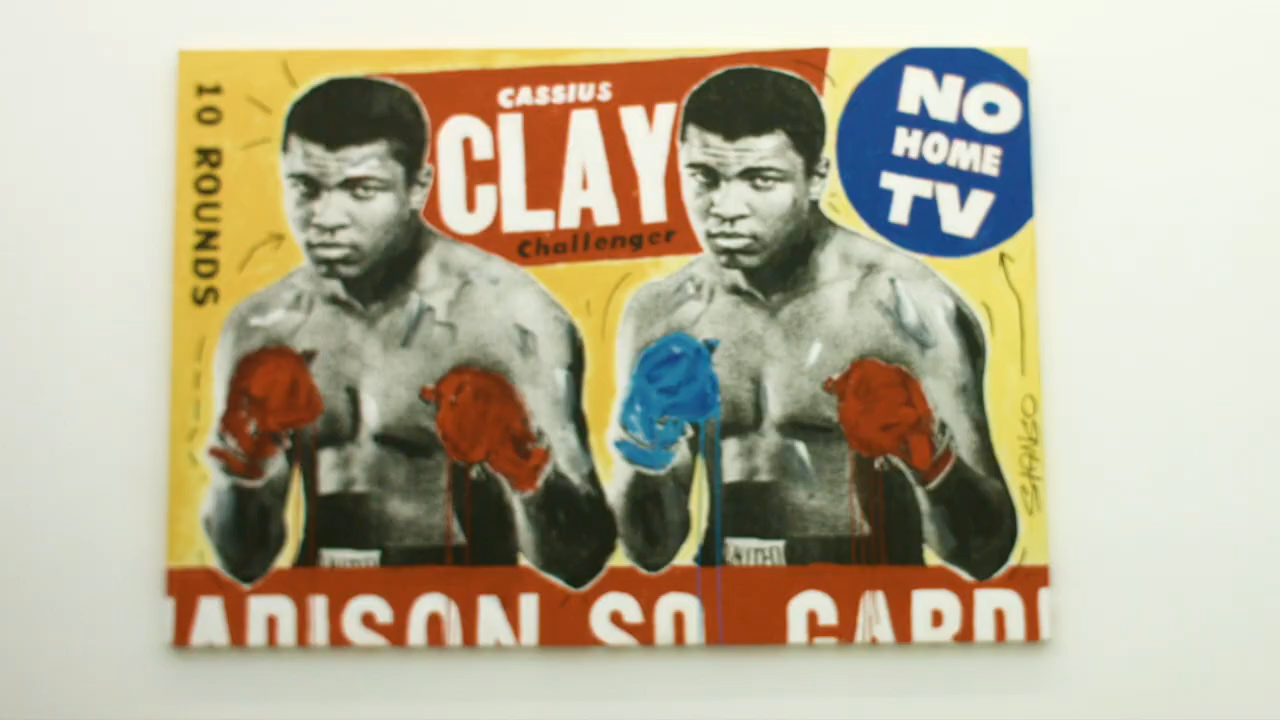 10 ROUNDS
CASSIUS
CLAY
Challenger
NO
HOME
TV
ADISON SQ. GARD